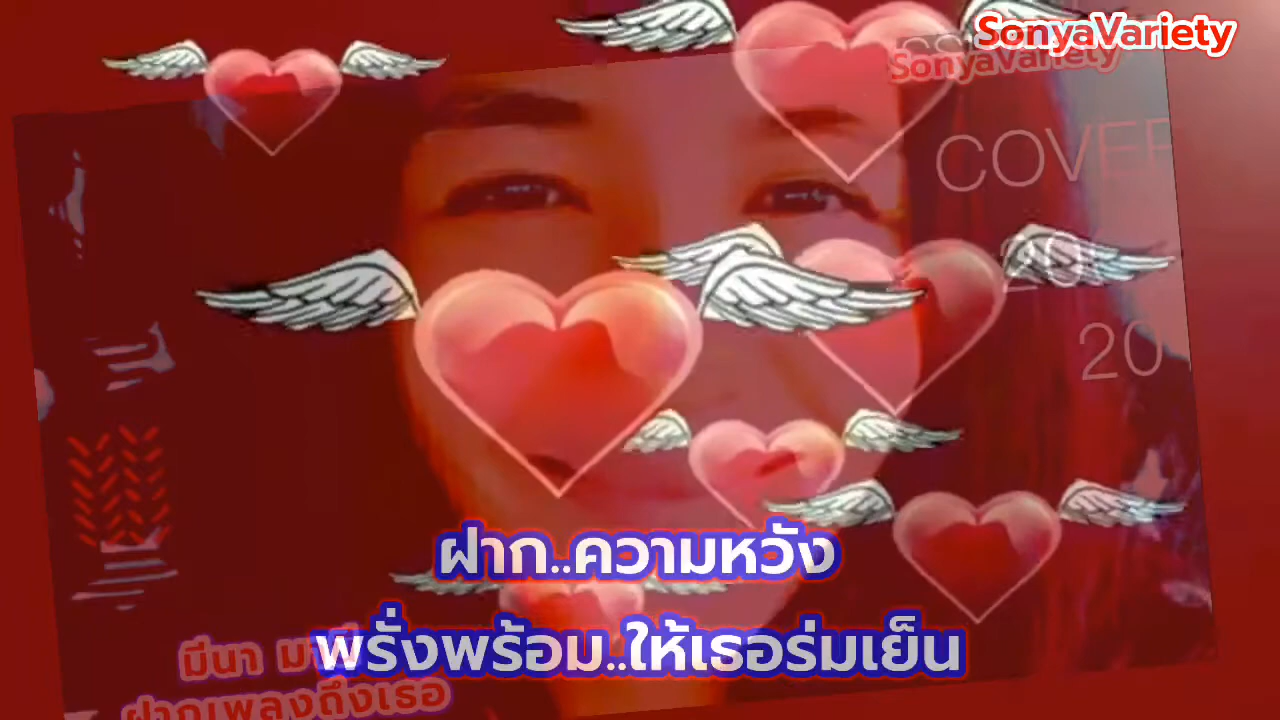 SonyaVariety
SonyaVariety
COVER
20
20
ฝาก..ความหวัง
พรั่งพร้อม..ให้เธอร่มเย็น
มีนา
ฝากเพลงถึงเธอ